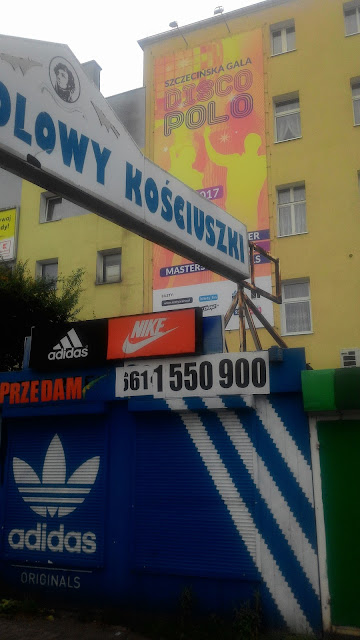 SZCZECIŃSKA GALA
DISCO
POLO
2017
MASTERS
OLOWY KOŚCIUSZKI
adidas
NIKE
PRZEDAM
661 550 900
adidas
ORIGINALS